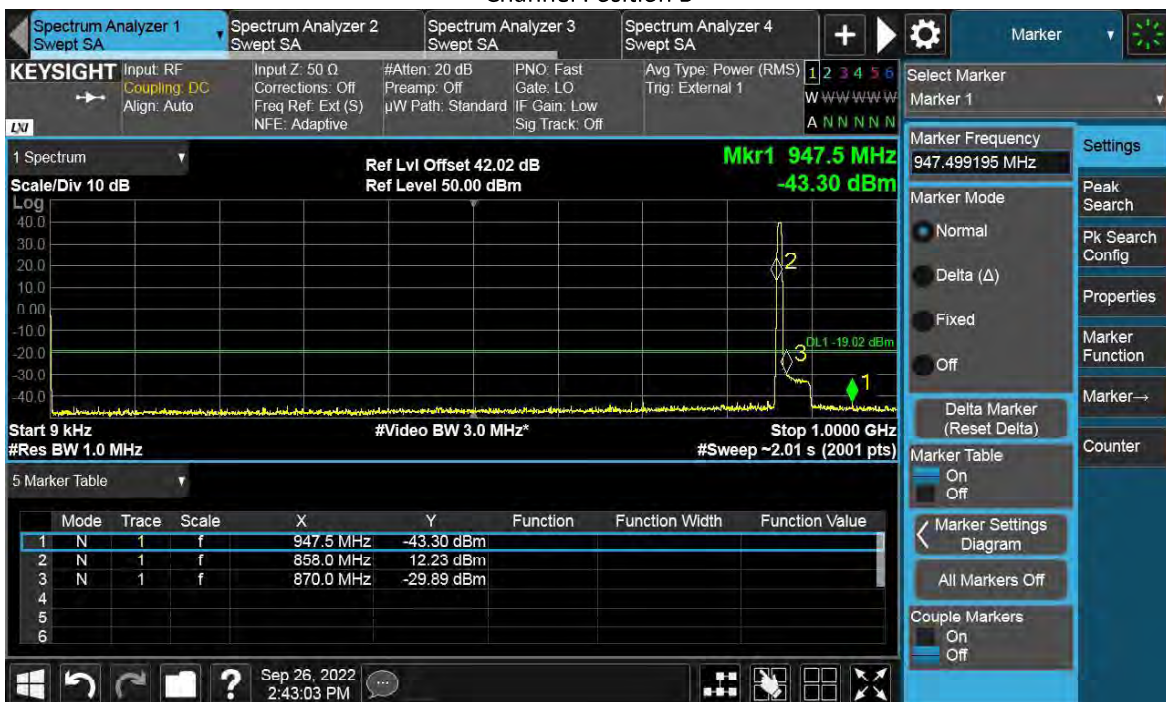 Spectrum Analyzer 1
Swept SA
Spectrum Analyzer 2
Swept SA
Spectrum Analyzer 3
Swept SA
Spectrum Analyzer 4
Swept SA
Marker
KEYSIGHT
LXI
Input: RF
Coupling: DC
Align: Auto
Input Z: 50 Ω
Corrections: Off
Freq Ref: Ext (S)
NFE: Adaptive
#Atten: 20 dB
Preamp: Off
µW Path: Standard
PNO: Fast
Gate: LO
IF Gain: Low
Sig Track: Off
Avg Type: Power (RMS)
Trig: External 1
1 2 3 4 5 6
W W W W W W
A N N N N N
Select Marker
Marker 1
1 Spectrum
Scale/Div 10 dB
Log
Ref Lvl Offset 42.02 dB
Ref Level 50.00 dBm
Mkr1 947.5 MHz
-43.30 dBm
40.0
30.0
20.0
10.0
0.00
-10.0
-20.0
-30.0
-40.0
2
3
DL1 -19.02 dBm
1
Start 9 kHz
#Res BW 1.0 MHz
#Video BW 3.0 MHz*
Stop 1.0000 GHz
#Sweep ~2.01 s (2001 pts)
5 Marker Table
Mode Trace Scale X Y Function Function Width Function Value
1 N 1 f 947.5 MHz -43.30 dBm
2 N 1 f 858.0 MHz 12.23 dBm
3 N 1 f 870.0 MHz -29.89 dBm
4
5
6
Marker Frequency
947.499195 MHz
Marker Mode
Normal
Delta (Δ)
Fixed
Off
Delta Marker
(Reset Delta)
Marker Table
On
Off
Marker Settings
Diagram
All Markers Off
Couple Markers
On
Off
Settings
Peak
Search
Pk Search
Config
Properties
Marker
Function
Marker→
Counter
?
Sep 26, 2022
2:43:03 PM